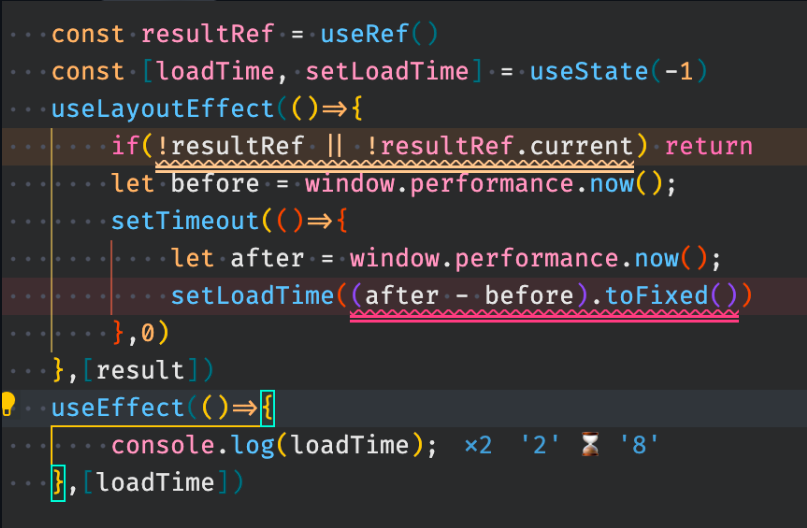 const resultRef = useRef()
const [loadTime, setLoadTime] = useState(-1)
useLayoutEffect(()=>{
if(!resultRef || !resultRef.current) return
let before = window.performance.now();
setTimeout(()=>{
let after = window.performance.now();
setLoadTime((after - before).toFixed())
},0)
},[result])
useEffect(()=>{
console.log(loadTime); ×2 '2' ⌛ '8'
},[loadTime])